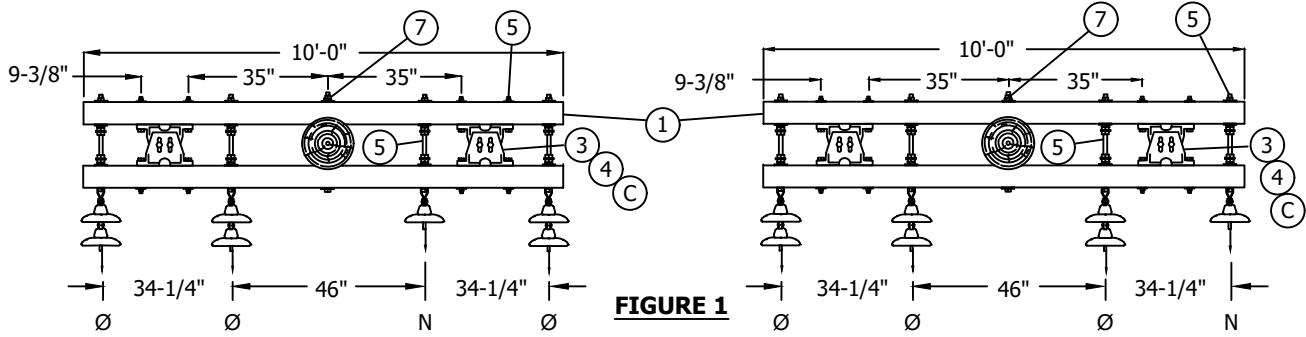 7 5 7 5
10'-0" 10'-0"
9-3/8" 35" 35" 9-3/8" 35" 35"
1
5 3 5 3
4 4
C C
34-1/4" 46" 34-1/4" 34-1/4" 46" 34-1/4"
FIGURE 1
Ø Ø N Ø Ø Ø Ø N